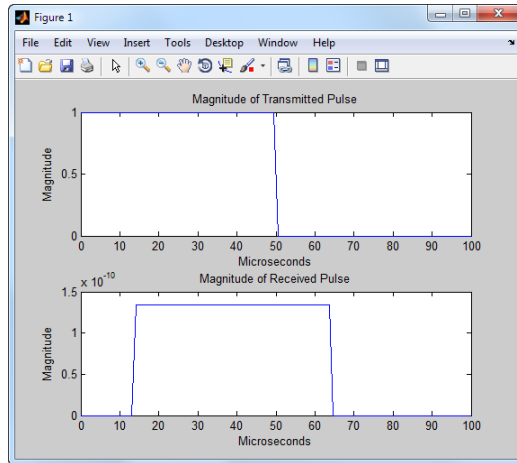 Figure 1
File Edit View Insert Tools Desktop Window Help
Magnitude of Transmitted Pulse
1
0.5
0
Magnitude
0 10 20 30 40 50 60 70 80 90 100
Microseconds
x 10^-10
Magnitude of Received Pulse
1.5
1
0.5
0
Magnitude
0 10 20 30 40 50 60 70 80 90 100
Microseconds